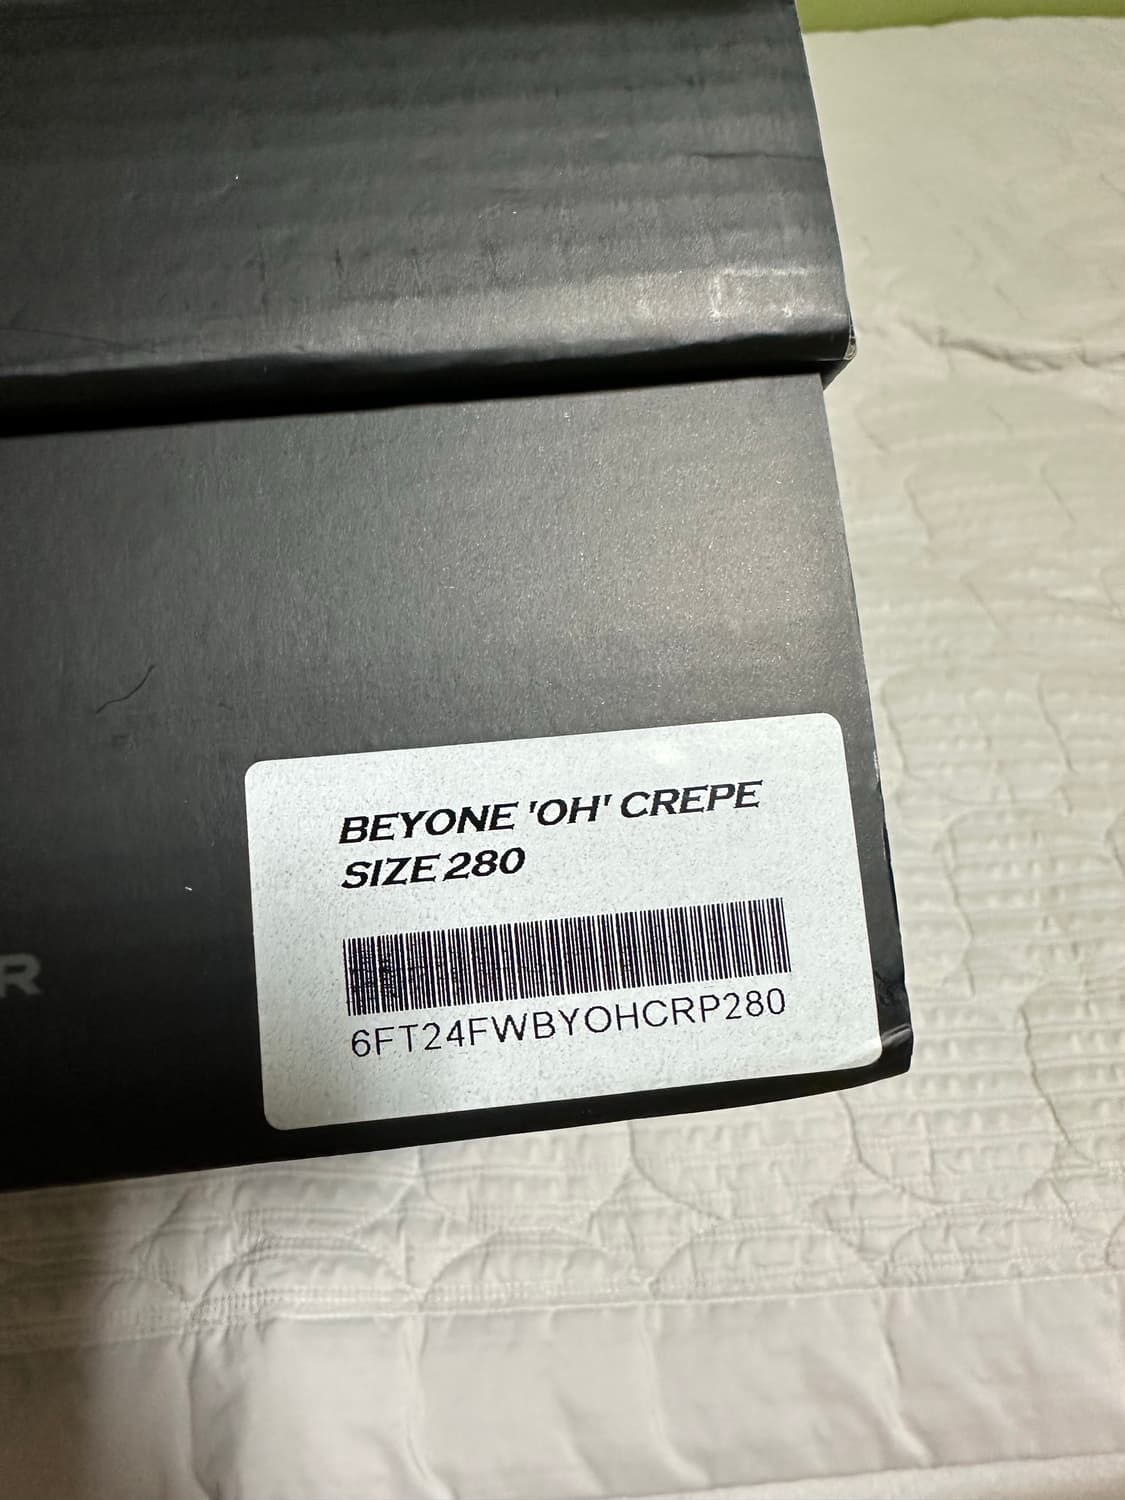 BEYONE 'OH' CREPE
SIZE 280
6FT24FWBYOHCRP280
R